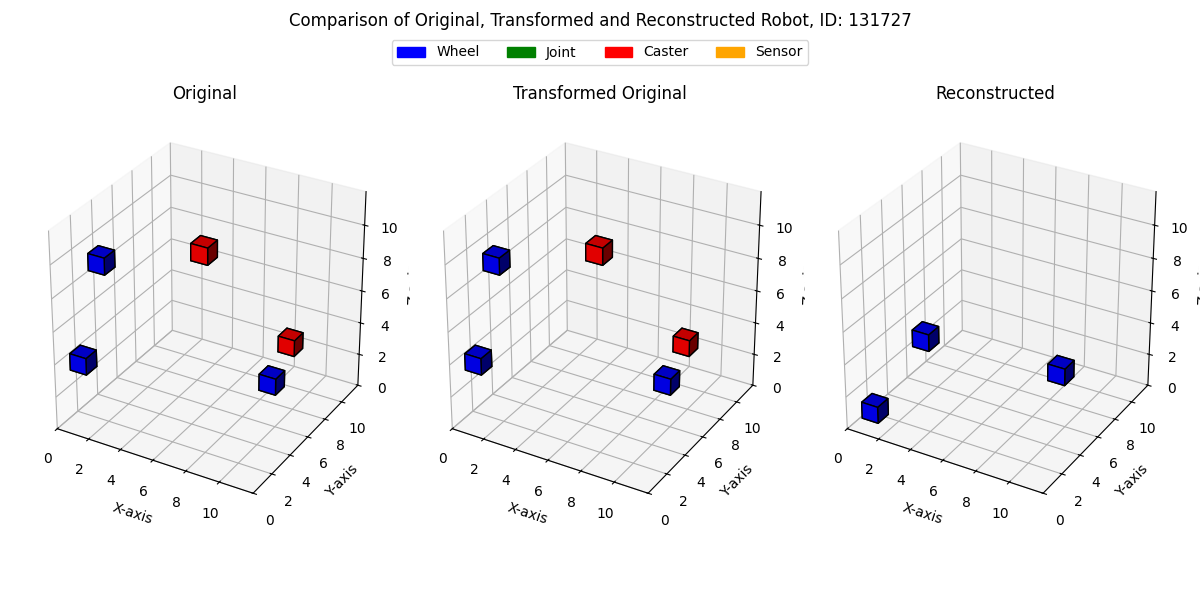 Comparison of Original, Transformed and Reconstructed Robot, ID: 131727
Wheel Joint Caster Sensor
Original Transformed Original Reconstructed
10 10 10
8 8 8
6 6 6
4 4 4
2 2 2
0 0 0
0 2 4 6 8 10 0 2 4 6 8 10 0 2 4 6 8 10
0 2 4 6 8 10 0 2 4 6 8 10 0 2 4 6 8 10
X-axis Y-axis X-axis Y-axis X-axis Y-axis